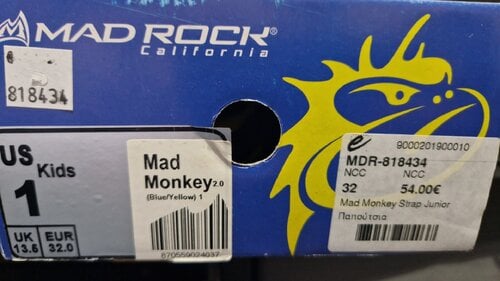 MAD ROCK®
California
818434
US
Kids
1
UK
13.5
EUR
32.0
Mad
Monkey 2.0
(Blue/Yellow) 1
870559024037
e 9000201900010
MDR-818434
NCC NCC
32 54.00€
Mad Monkey Strap Junior
Παπούτσια